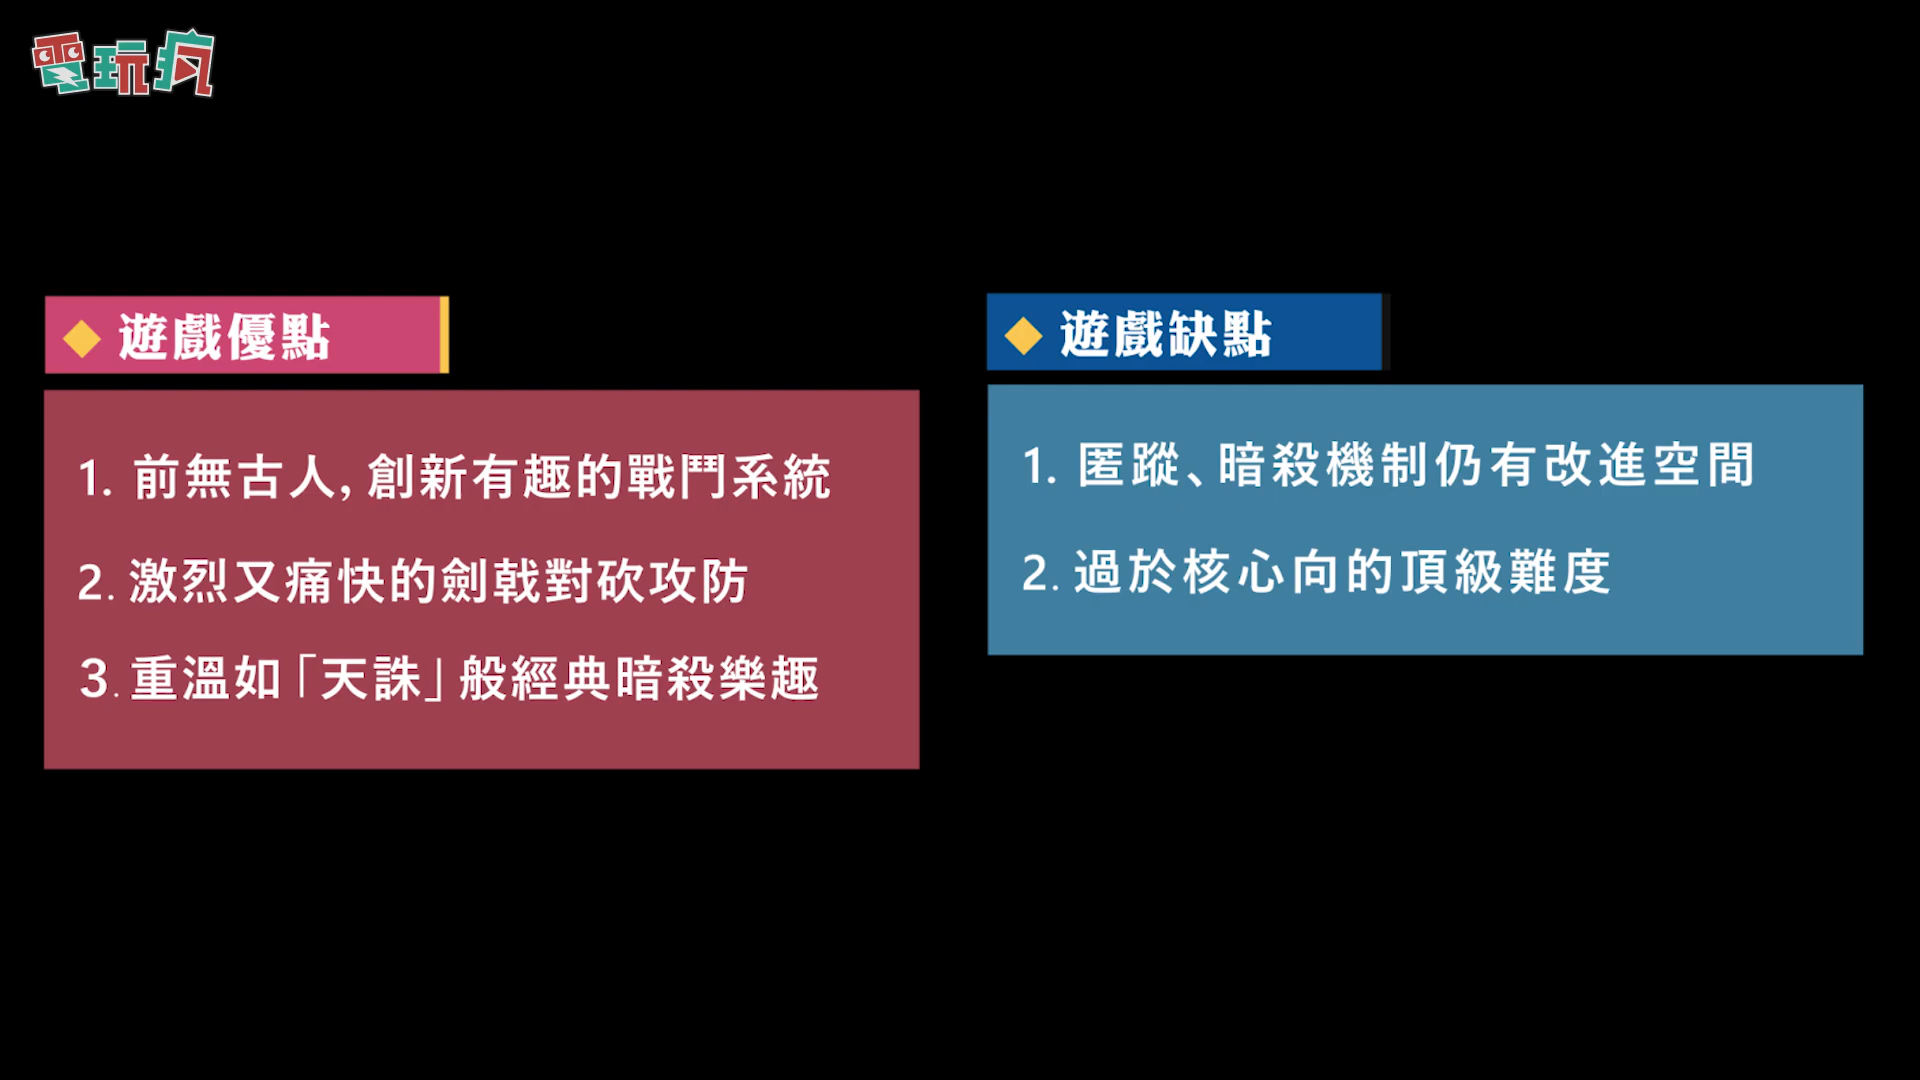 電玩瘋
遊戲優點
1. 前無古人,創新有趣的戰鬥系統
2. 激烈又痛快的劍戟對砍攻防
3. 重溫如「天誅」般經典暗殺樂趣
遊戲缺點
1. 匿蹤、暗殺機制仍有改進空間
2. 過於核心向的頂級難度